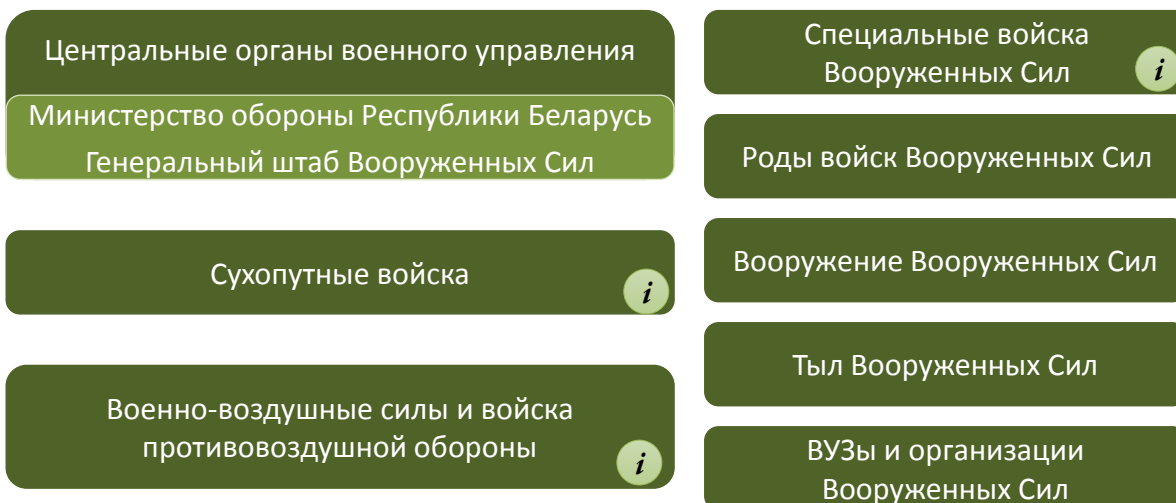 Центральные органы военного управления
Министерство обороны Республики Беларусь
Генеральный штаб Вооруженных Сил
Сухопутные войска
i
Военно-воздушные силы и войска
противовоздушной обороны
i
Специальные войска
Вооруженных Сил
i
Роды войск Вооруженных Сил
Вооружение Вооруженных Сил
Тыл Вооруженных Сил
ВУЗы и организации
Вооруженных Сил